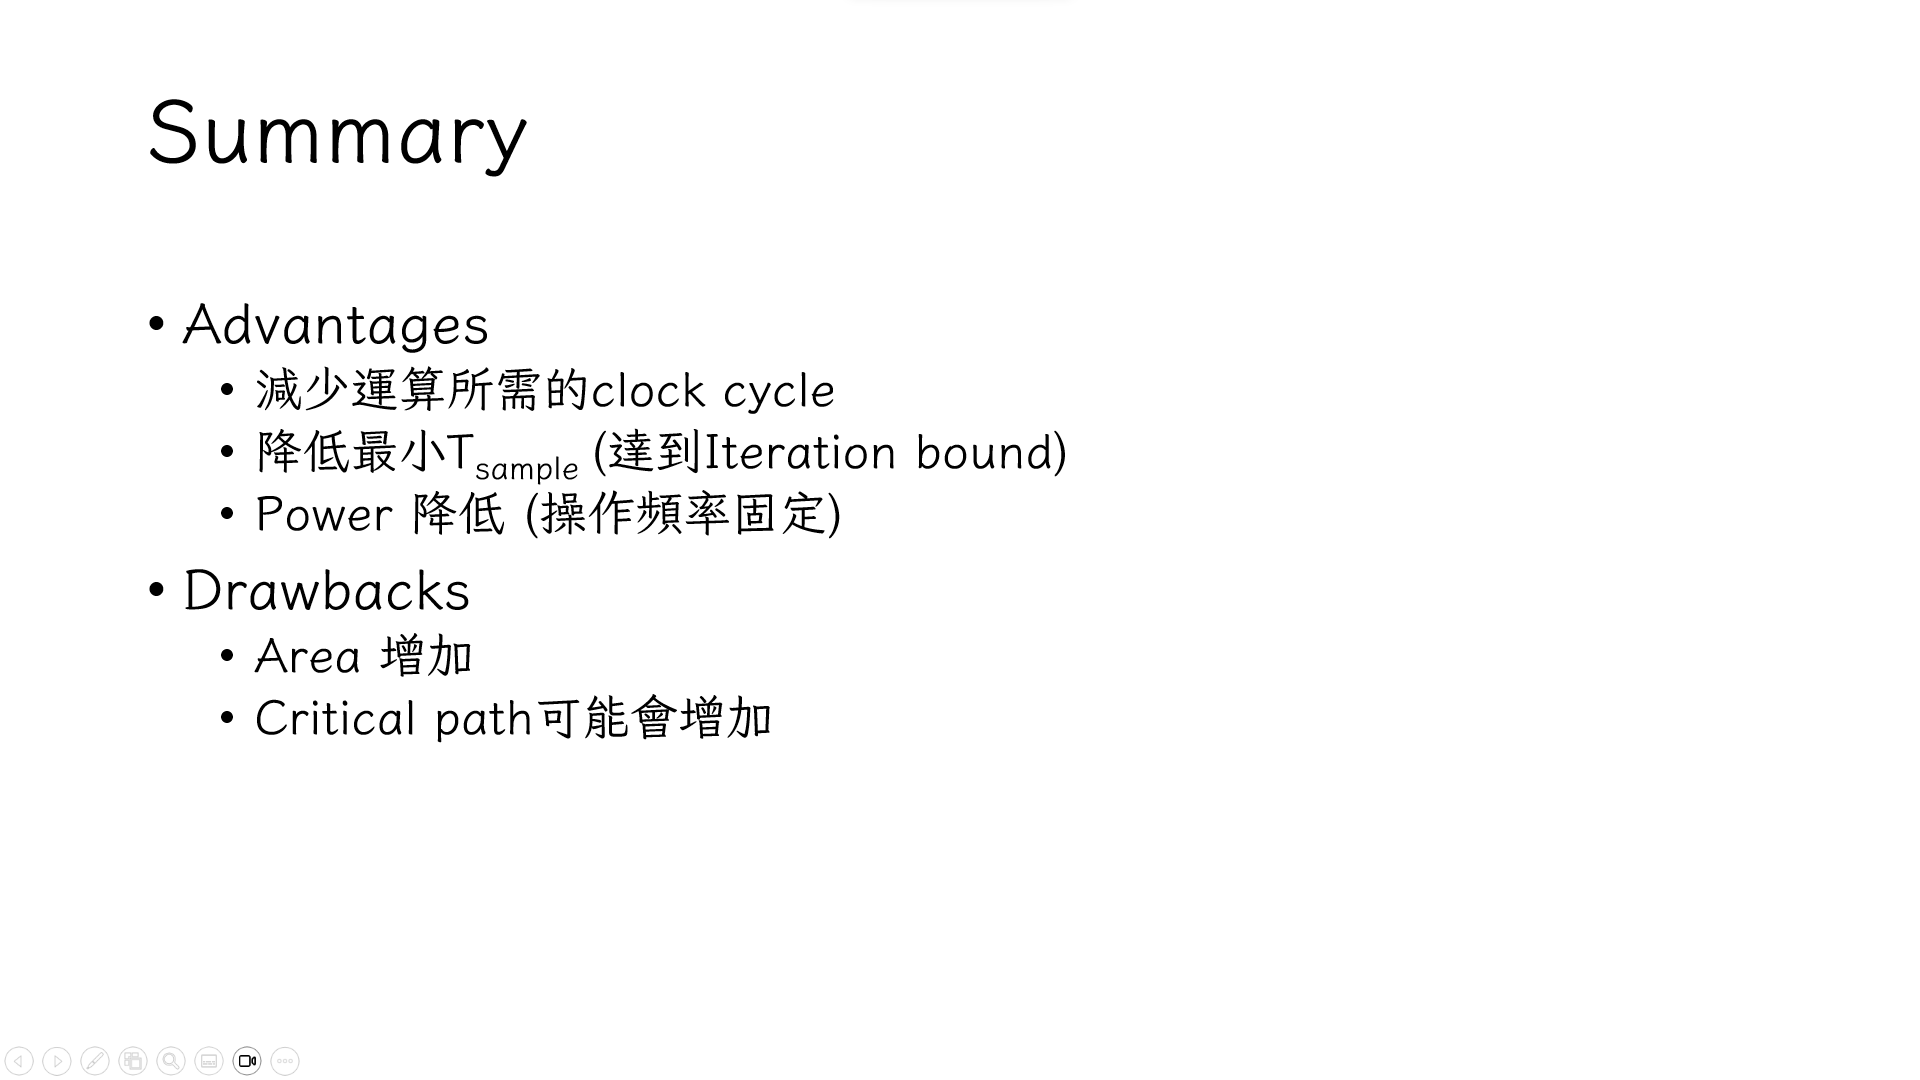 Summary
• Advantages
• 減少運算所需的clock cycle
• 降低最小Tsample (達到Iteration bound)
• Power 降低 (操作頻率固定)
• Drawbacks
• Area 增加
• Critical path可能會增加